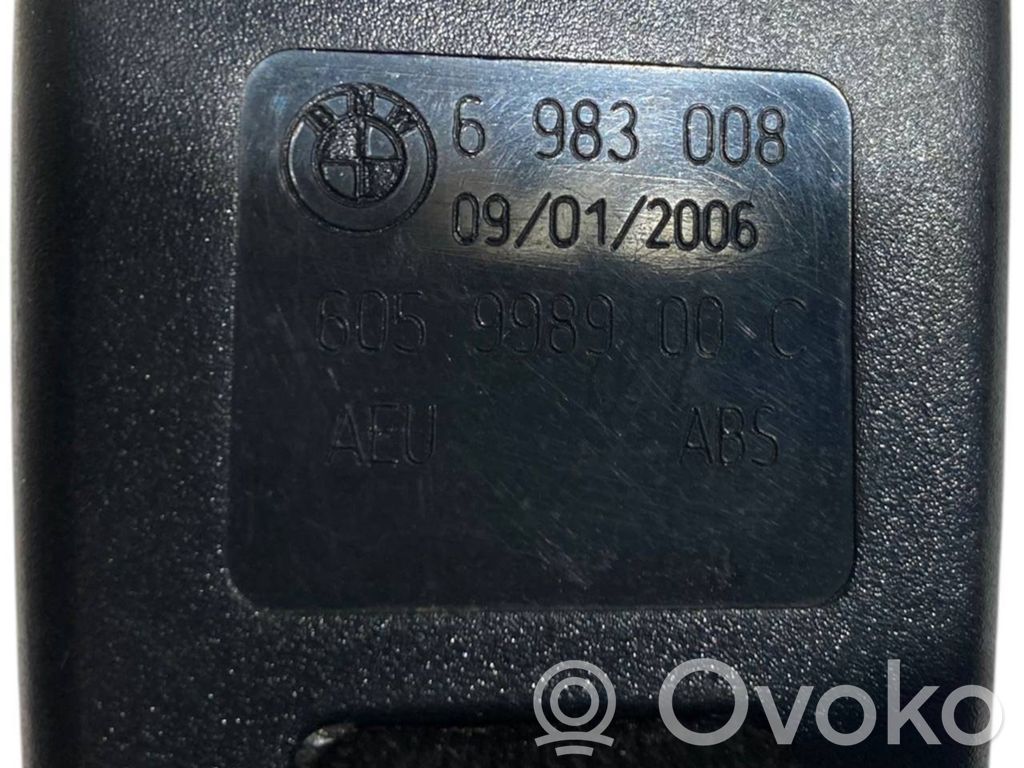 BMW 6 983 008
09/01/2006
605 9989 00 C
AEU ABS
© Ovoko